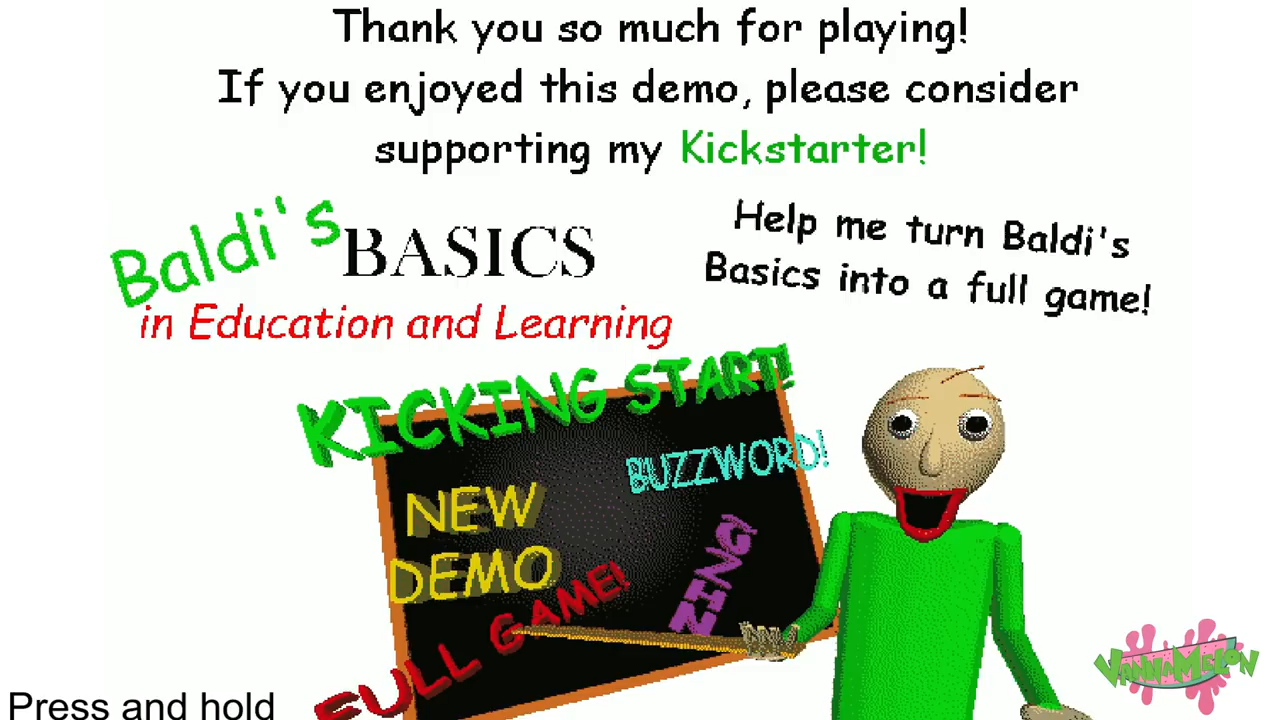 Thank you so much for playing!
If you enjoyed this demo, please consider
supporting my Kickstarter!
Baldi's BASICS
in Education and Learning
Help me turn Baldi's
Basics into a full game!
KICKING START!
BUZZWORD!
NEW
DEMO
ZING!
FULL GAME!
VANNAMELON
Press and hold